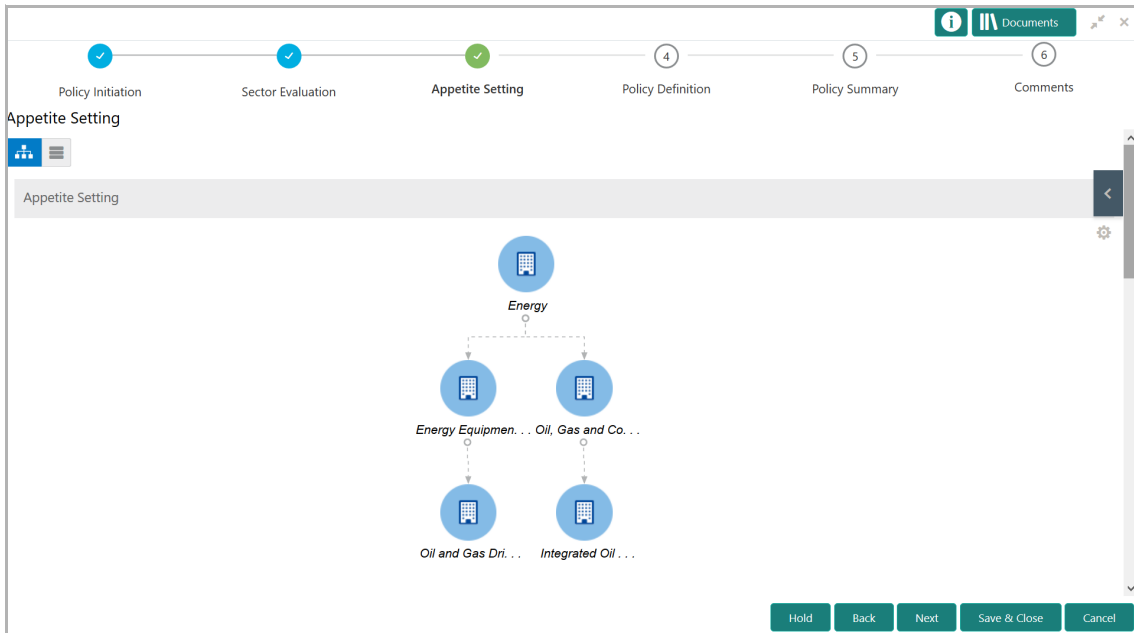 Documents
4 5 6
Policy Initiation Sector Evaluation Appetite Setting Policy Definition Policy Summary Comments
Appetite Setting
Appetite Setting
Energy
Energy Equipmen. . . Oil, Gas and Co. . .
Oil and Gas Dri. . . Integrated Oil . . .
Hold Back Next Save & Close Cancel